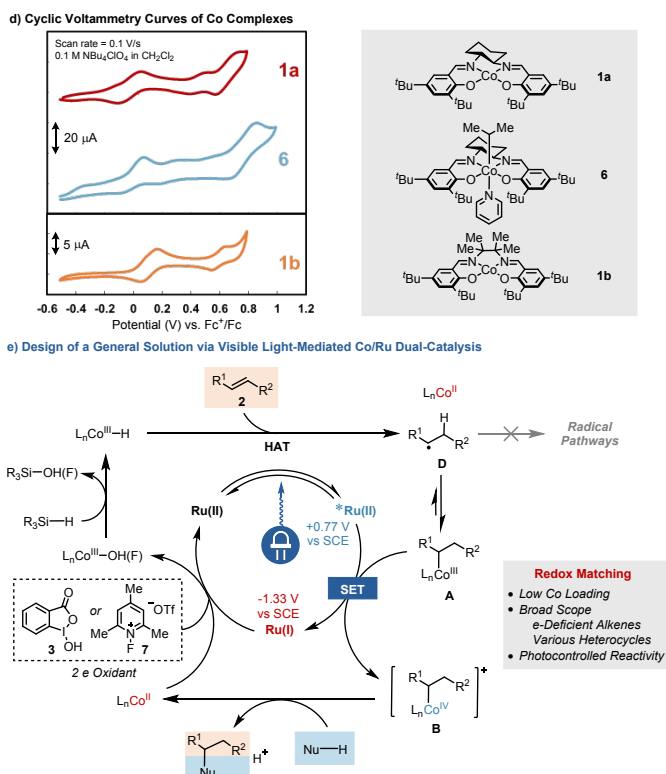 d) Cyclic Voltammetry Curves of Co Complexes
Scan rate = 0.1 V/s
0.1 M NBu4ClO4 in CH2Cl2
1a
20 μA
6
5 μA
1b
-0.6 -0.4 -0.2 0 0.2 0.4 0.6 0.8 1 1.2
Potential (V) vs. Fc+/Fc
N N
Co
tBu O O tBu
tBu tBu
1a
Me Me
N N
Co
tBu O O tBu
tBu N tBu
6
Me Me
Me Me
N N
Co
tBu O O tBu
tBu tBu
1b
e) Design of a General Solution via Visible Light-Mediated Co/Ru Dual-Catalysis
R1 R2
2
LnCoIII–H
HAT
LnCoII
H
R1 R2
D
Radical
Pathways
R3Si–OH(F)
R3Si–H
LnCoIII–OH(F)
Ru(II)
*Ru(II)
+0.77 V
vs SCE
SET
-1.33 V
vs SCE
Ru(I)
R1 R2
LnCoIII
A
Redox Matching
• Low Co Loading
• Broad Scope
e-Deficient Alkenes
Various Heterocycles
• Photocontrolled Reactivity
O
O
I
OH
3
or
Me
Me N+ Me
F
−OTf
7
2 e Oxidant
LnCoII
R1 R2
LnCoIV
+
B
R1 R2
Nu
H+
Nu–H